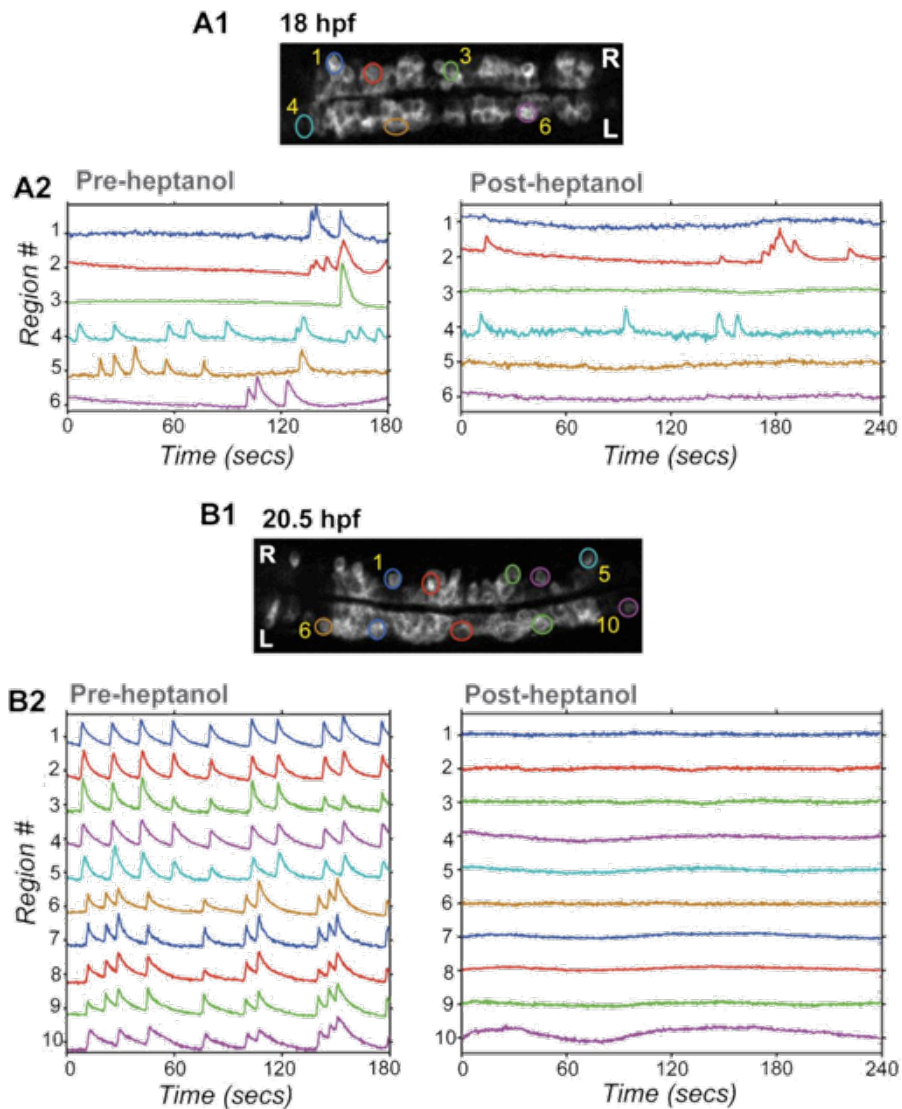 A1 18 hpf
1
3
R
4
6
L
A2 Pre-heptanol
Post-heptanol
Region #
1
2
3
4
5
6
0 60 120 180
Time (secs)
1
2
3
4
5
6
0 60 120 180 240
Time (secs)
B1 20.5 hpf
R
1
5
6
10
L
B2 Pre-heptanol
Post-heptanol
Region #
1
2
3
4
5
6
7
8
9
10
0 60 120 180
Time (secs)
1
2
3
4
5
6
7
8
9
10
0 60 120 180 240
Time (secs)